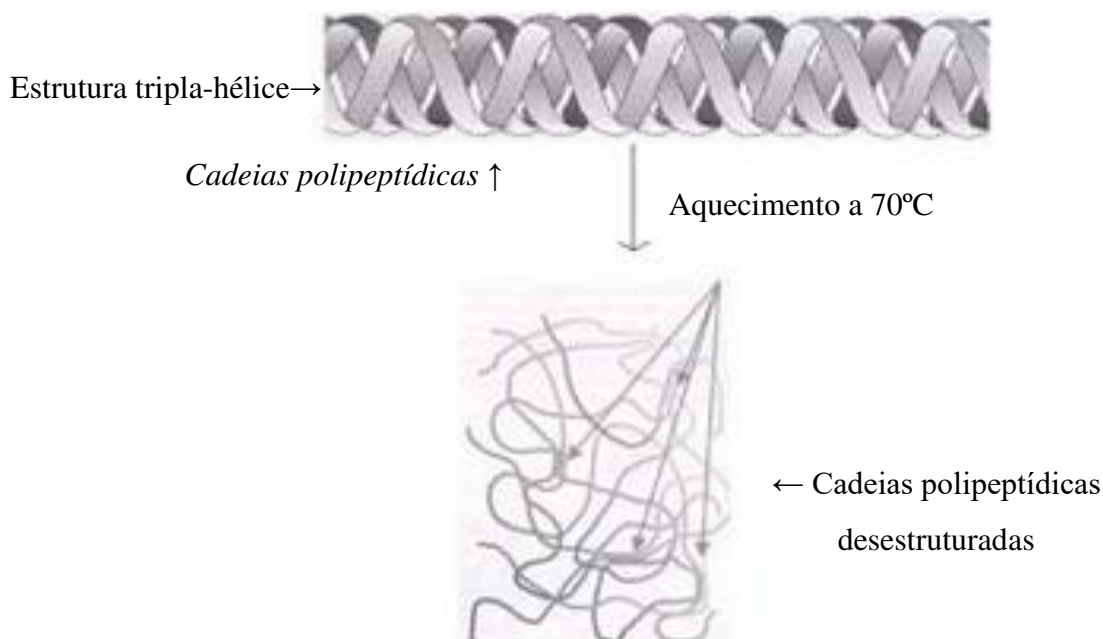 Estrutura tripla-hélice→
Cadeias polipeptídicas ↑
Aquecimento a 70ºC
← Cadeias polipeptídicas
desestruturadas